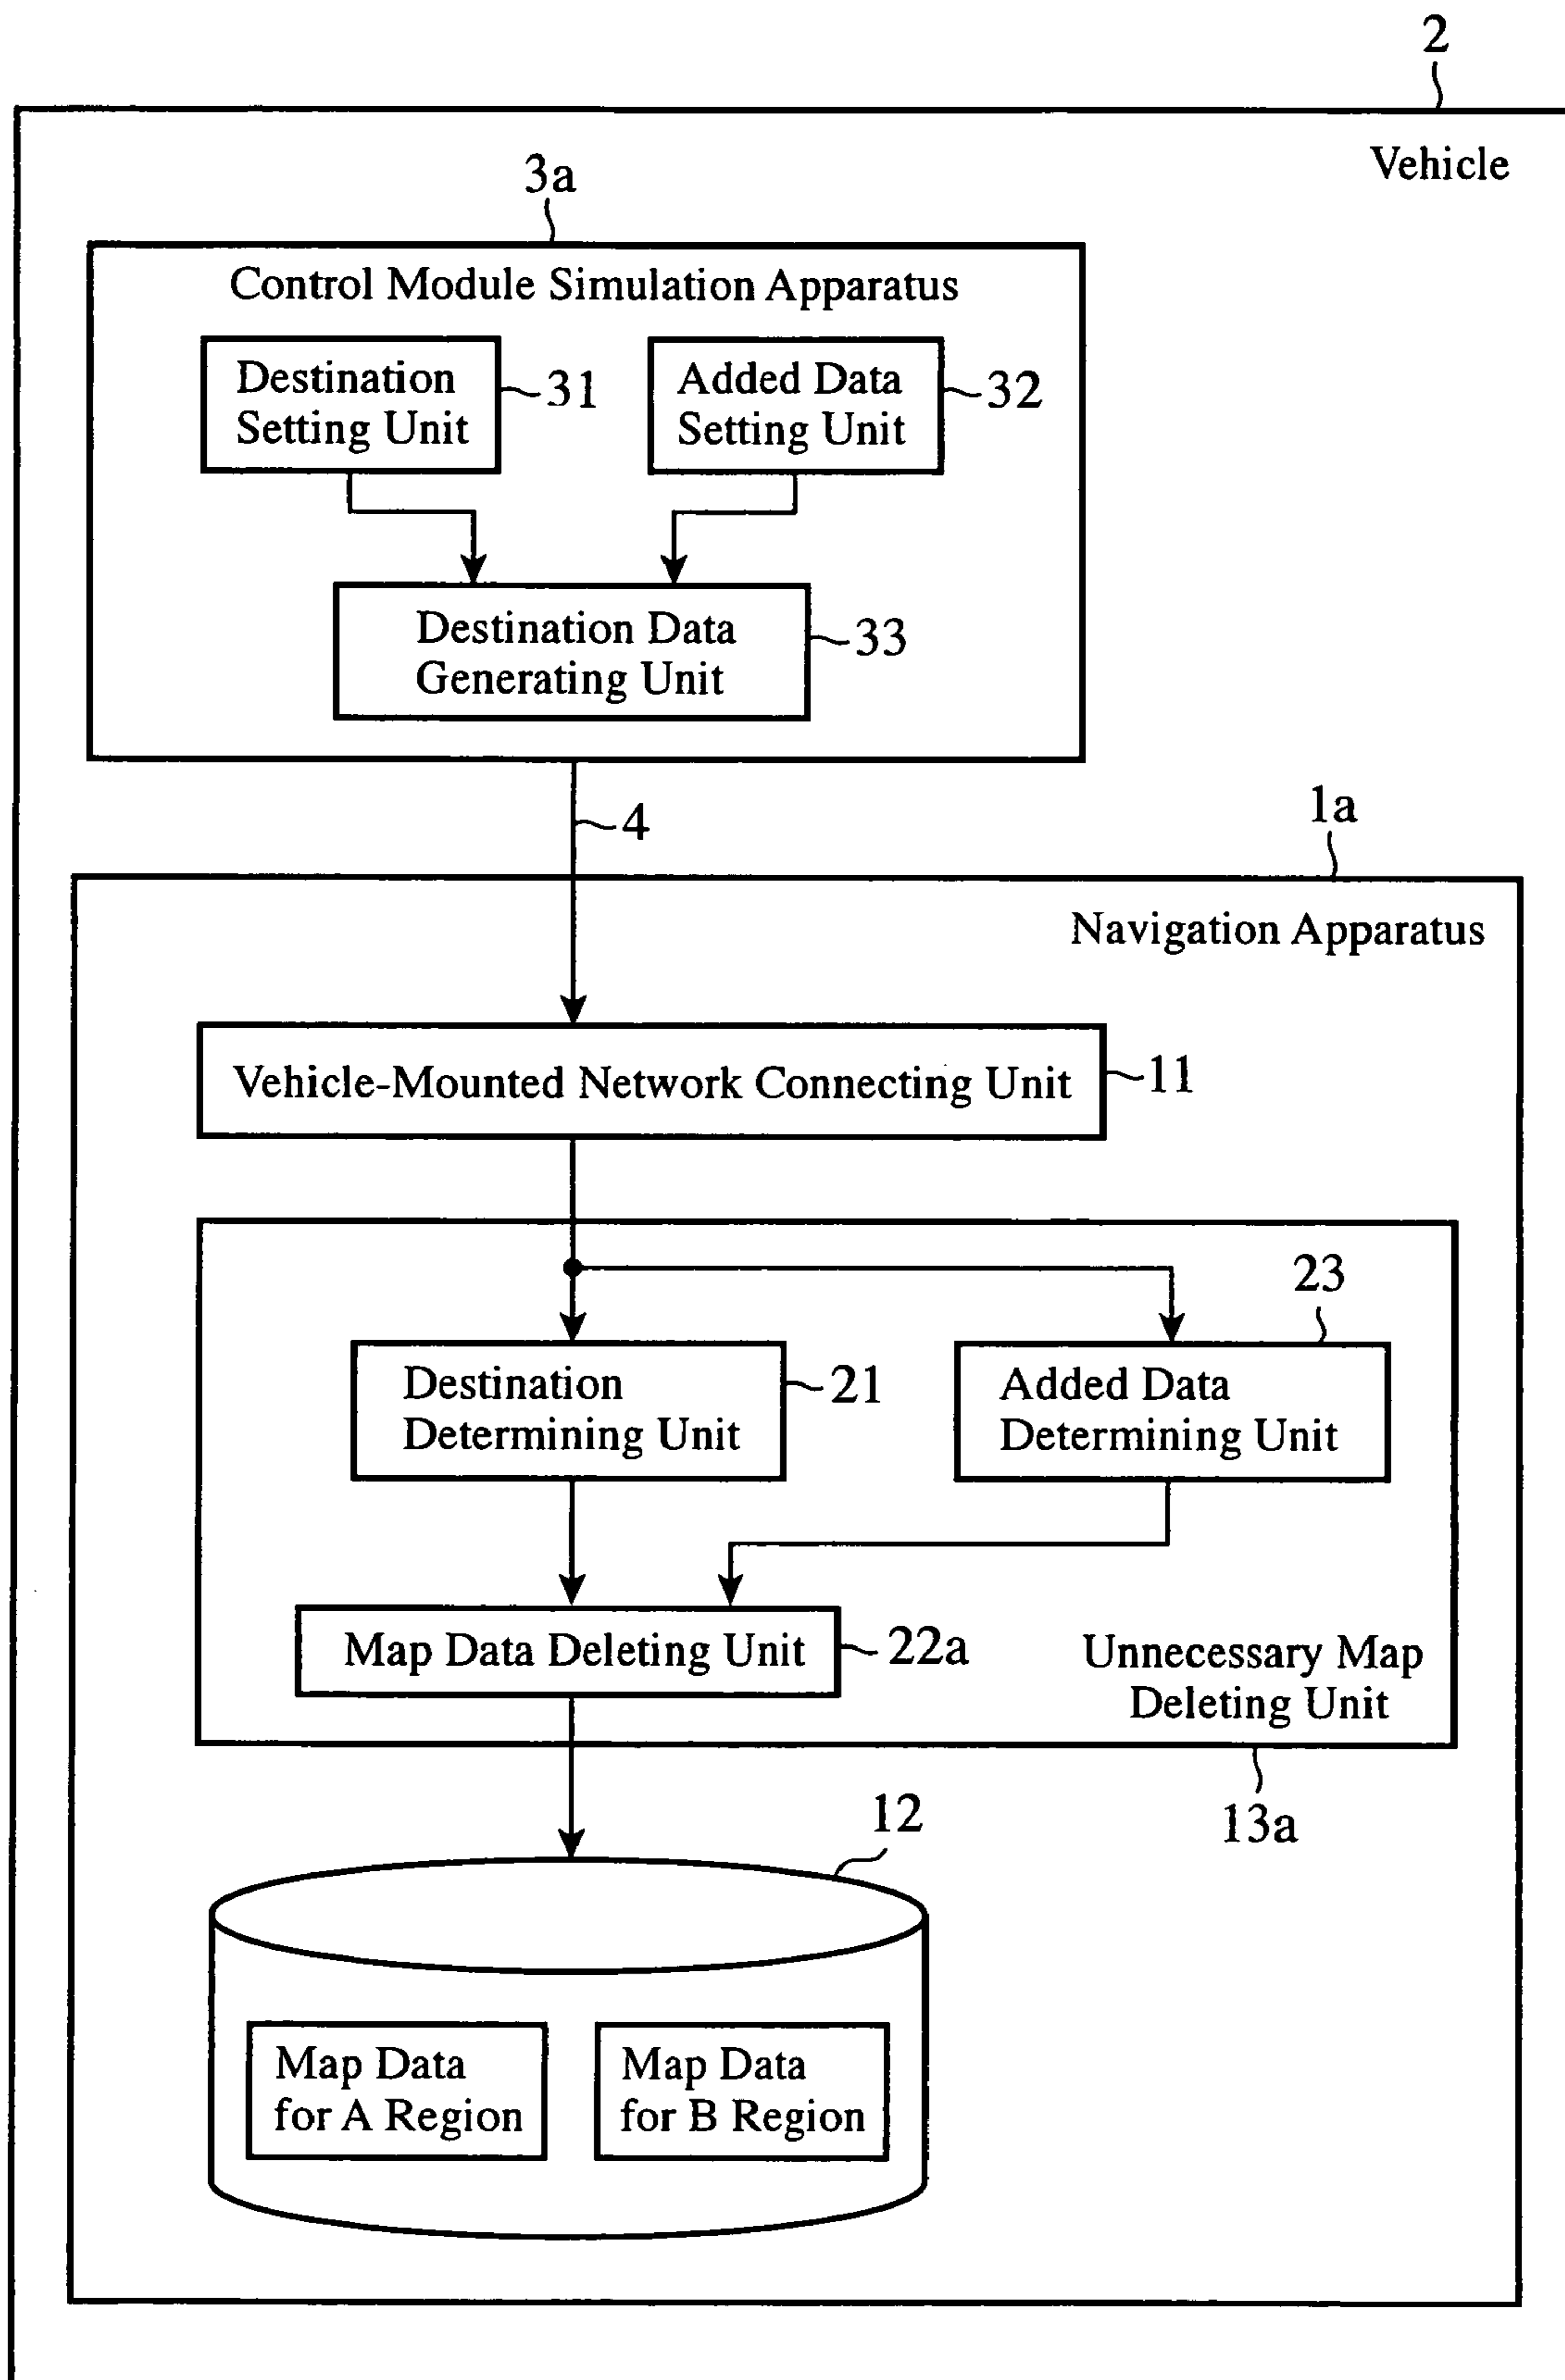 2
Vehicle
3a
Control Module Simulation Apparatus
Destination
Setting Unit
31
Added Data
Setting Unit
32
Destination Data
Generating Unit
33
4
1a
Navigation Apparatus
Vehicle-Mounted Network Connecting Unit
11
23
Destination
Determining Unit
21
Added Data
Determining Unit
Map Data Deleting Unit
22a
Unnecessary Map
Deleting Unit
13a
12
Map Data
for A Region
Map Data
for B Region